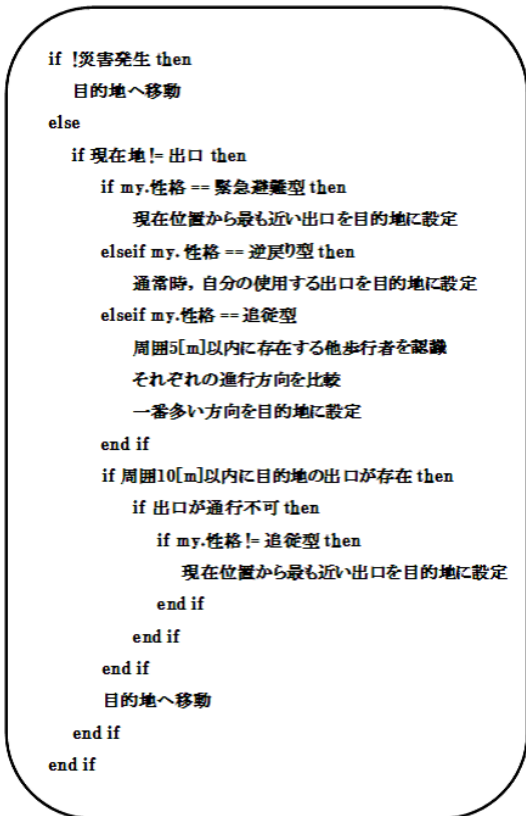 if !災害発生 then
目的地へ移動
else
if 現在地 != 出口 then
if my.性格 == 緊急避難型 then
現在位置から最も近い出口を目的地に設定
elseif my.性格 == 逆戻り型 then
通常時，自分の使用する出口を目的地に設定
elseif my.性格 == 追従型
周囲5[m]以内に存在する他歩行者を認識
それぞれの進行方向を比較
一番多い方向を目的地に設定
end if
if 周囲10[m]以内に目的地の出口が存在 then
if 出口が通行不可 then
if my.性格 != 追従型 then
現在位置から最も近い出口を目的地に設定
end if
end if
end if
目的地へ移動
end if
end if